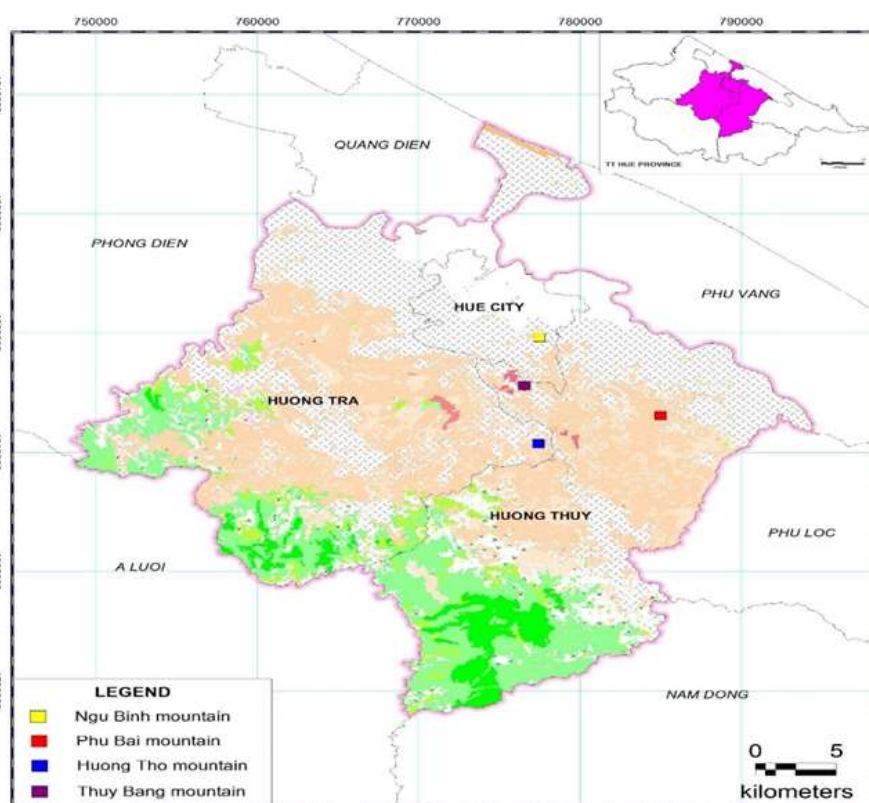 750000 760000 770000 780000 790000
TT HUE PROVINCE
QUANG DIEN
PHONG DIEN
PHU VANG
HUE CITY
HUONG TRA
HUONG THUY
PHU LOC
A LUOI
NAM DONG
LEGEND
Ngu Binh mountain
Phu Bai mountain
Huong Tho mountain
Thuy Bang mountain
0 5
kilometers